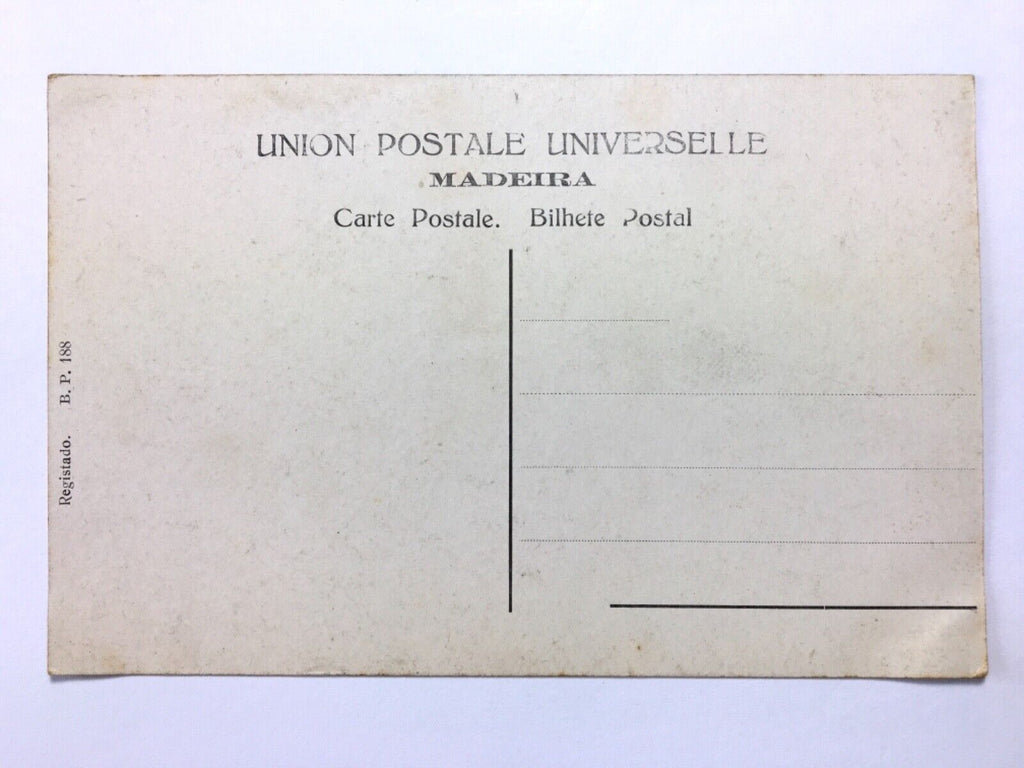 UNION POSTALE UNIVERSELLE
MADEIRA
Carte Postale. Bilhete Postal
Registado. B. P. 188